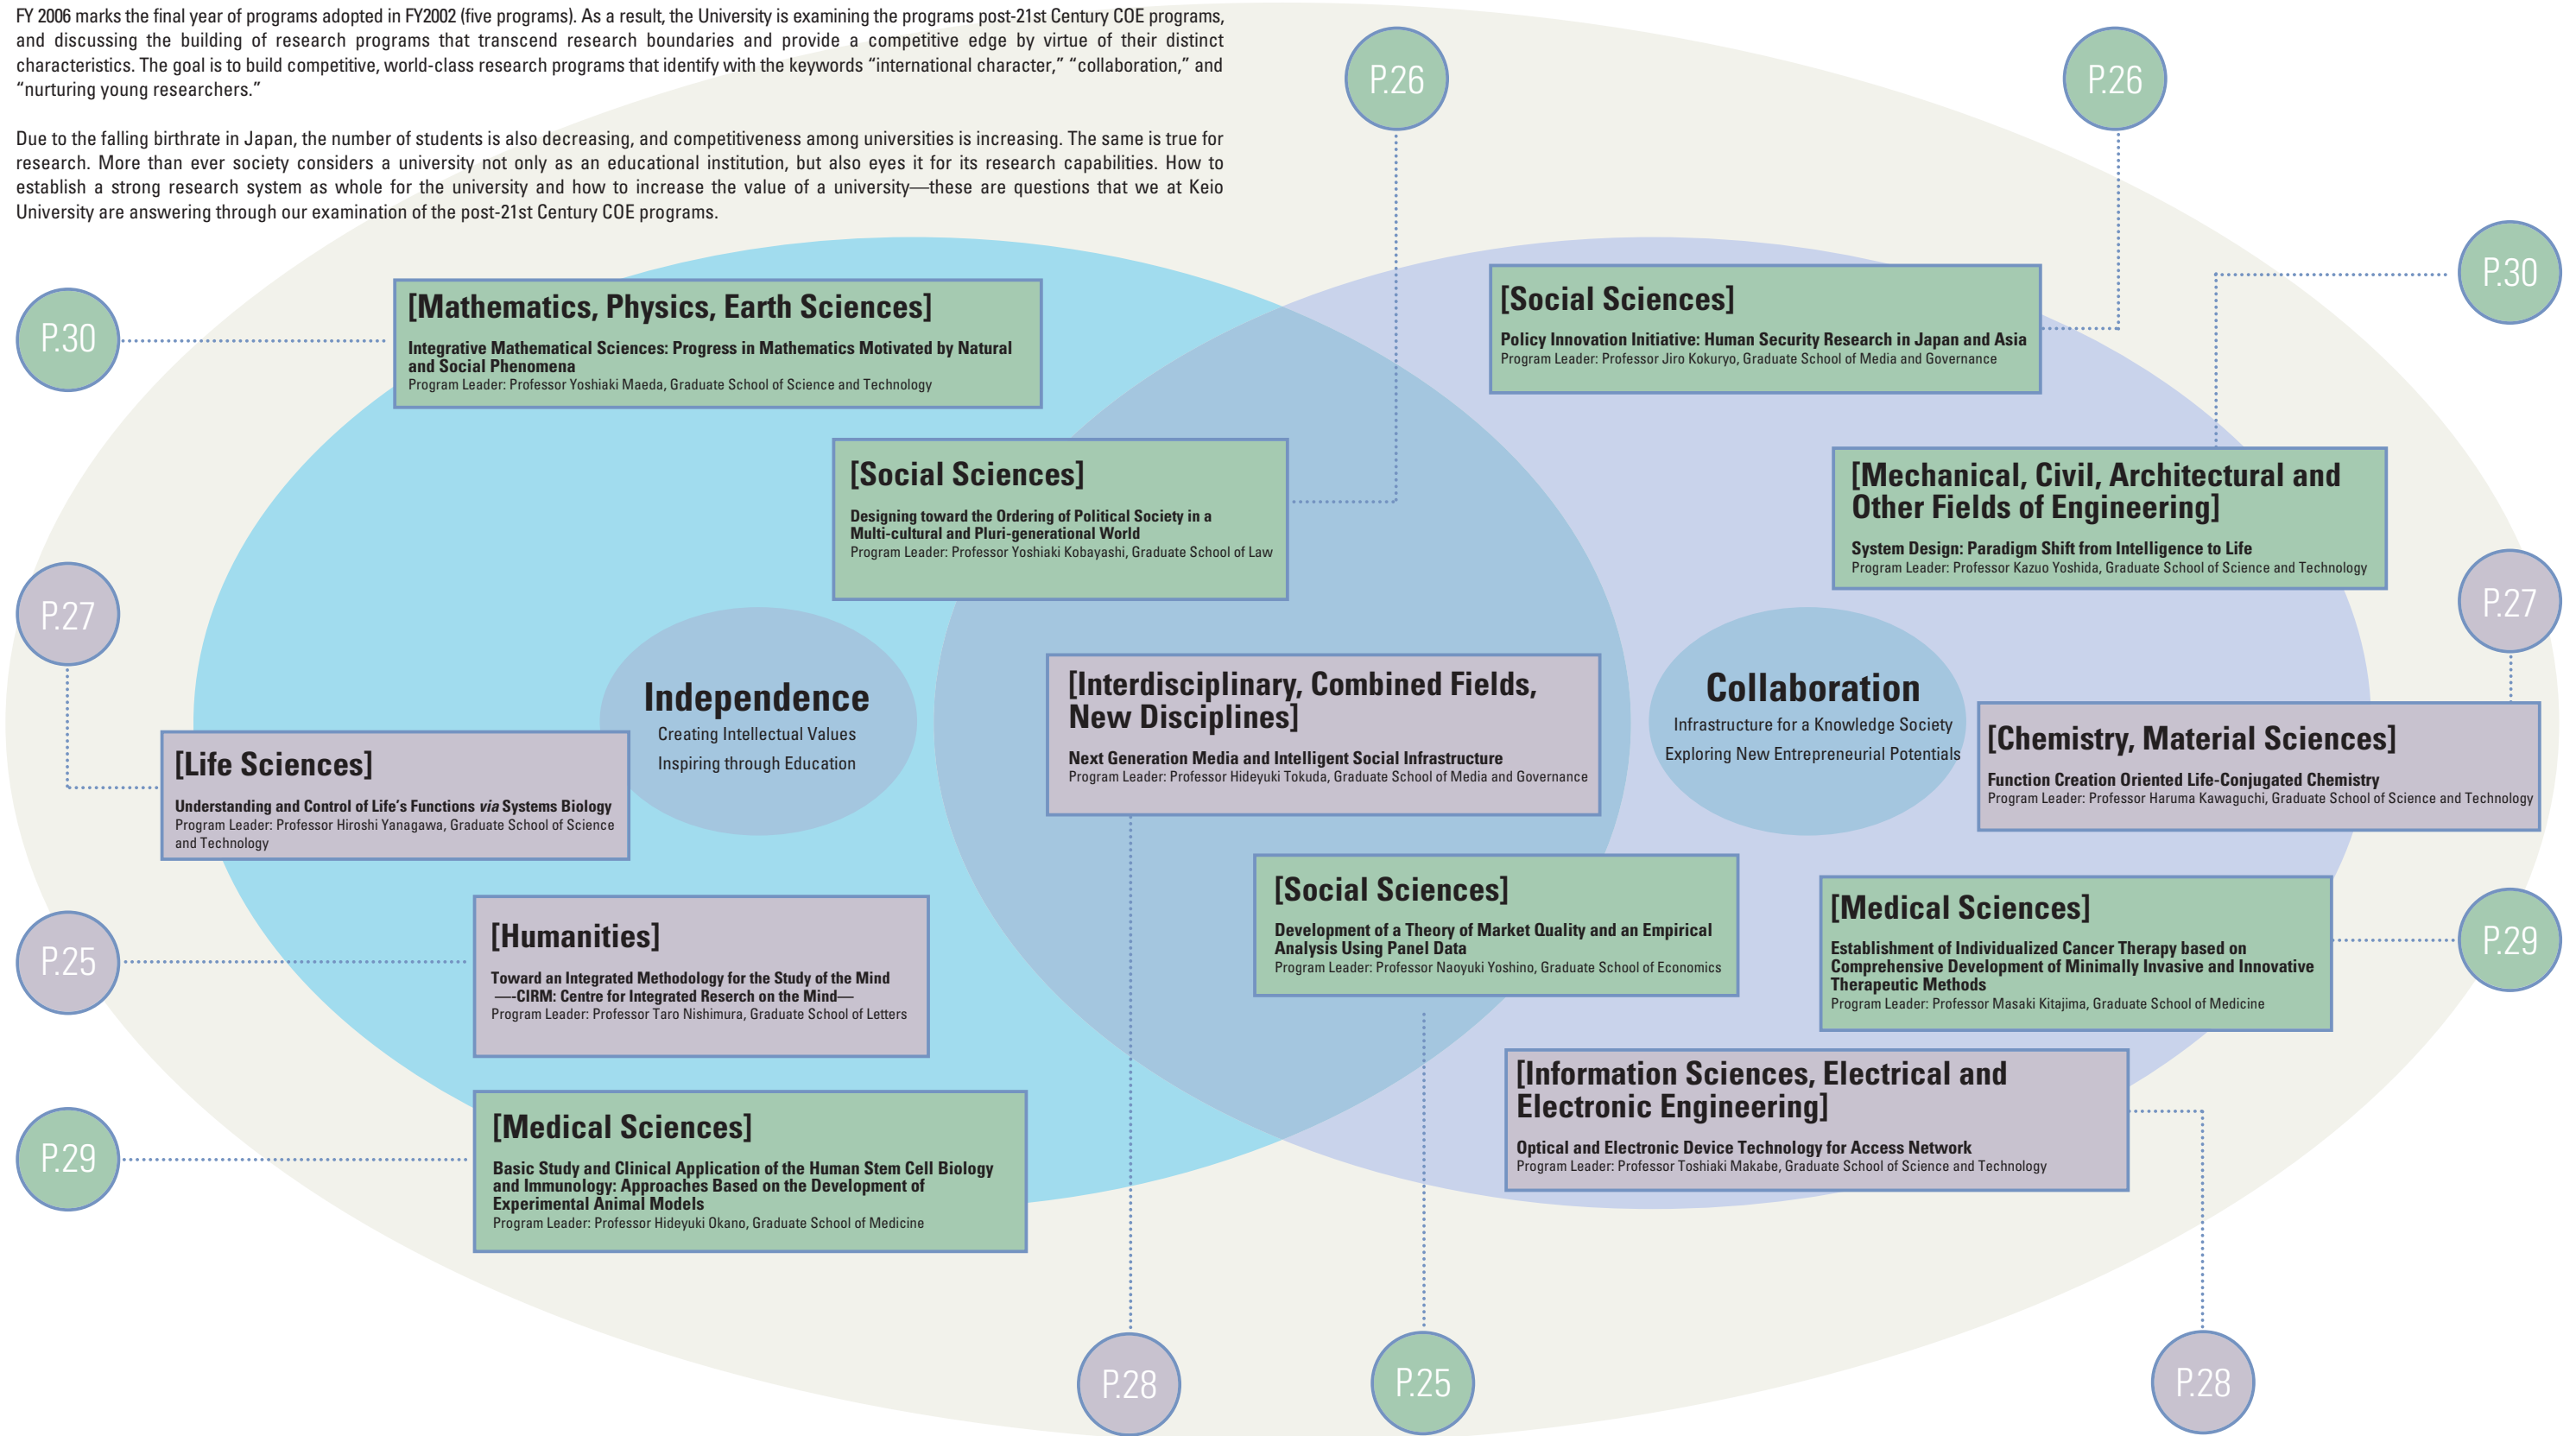 FY 2006 marks the final year of programs adopted in FY2002 (five programs). As a result, the University is examining the programs post-21st Century COE programs,
and discussing the building of research programs that transcend research boundaries and provide a competitive edge by virtue of their distinct
characteristics. The goal is to build competitive, world-class research programs that identify with the keywords “international character,” “collaboration,” and
“nurturing young researchers.”
Due to the falling birthrate in Japan, the number of students is also decreasing, and competitiveness among universities is increasing. The same is true for
research. More than ever society considers a university not only as an educational institution, but also eyes it for its research capabilities. How to
establish a strong research system as whole for the university and how to increase the value of a university—these are questions that we at Keio
University are answering through our examination of the post-21st Century COE programs.
P.26
P.26
P.30
P.30
[Mathematics, Physics, Earth Sciences]
Integrative Mathematical Sciences: Progress in Mathematics Motivated by Natural
and Social Phenomena
Program Leader: Professor Yoshiaki Maeda, Graduate School of Science and Technology
[Social Sciences]
Policy Innovation Initiative: Human Security Research in Japan and Asia
Program Leader: Professor Jiro Kokuryo, Graduate School of Media and Governance
[Social Sciences]
Designing toward the Ordering of Political Society in a
Multi-cultural and Pluri-generational World
Program Leader: Professor Yoshiaki Kobayashi, Graduate School of Law
[Mechanical, Civil, Architectural and
Other Fields of Engineering]
System Design: Paradigm Shift from Intelligence to Life
Program Leader: Professor Kazuo Yoshida, Graduate School of Science and Technology
P.27
P.27
Independence
Creating Intellectual Values
Inspiring through Education
[Interdisciplinary, Combined Fields,
New Disciplines]
Next Generation Media and Intelligent Social Infrastructure
Program Leader: Professor Hideyuki Tokuda, Graduate School of Media and Governance
Collaboration
Infrastructure for a Knowledge Society
Exploring New Entrepreneurial Potentials
[Chemistry, Material Sciences]
Function Creation Oriented Life-Conjugated Chemistry
Program Leader: Professor Haruma Kawaguchi, Graduate School of Science and Technology
[Life Sciences]
Understanding and Control of Life’s Functions via Systems Biology
Program Leader: Professor Hiroshi Yanagawa, Graduate School of Science
and Technology
P.25
[Humanities]
Toward an Integrated Methodology for the Study of the Mind
—-CIRM: Centre for Integrated Reserch on the Mind—
Program Leader: Professor Taro Nishimura, Graduate School of Letters
[Social Sciences]
Development of a Theory of Market Quality and an Empirical
Analysis Using Panel Data
Program Leader: Professor Naoyuki Yoshino, Graduate School of Economics
[Medical Sciences]
Establishment of Individualized Cancer Therapy based on
Comprehensive Development of Minimally Invasive and Innovative
Therapeutic Methods
Program Leader: Professor Masaki Kitajima, Graduate School of Medicine
P.29
P.29
[Medical Sciences]
Basic Study and Clinical Application of the Human Stem Cell Biology
and Immunology: Approaches Based on the Development of
Experimental Animal Models
Program Leader: Professor Hideyuki Okano, Graduate School of Medicine
[Information Sciences, Electrical and
Electronic Engineering]
Optical and Electronic Device Technology for Access Network
Program Leader: Professor Toshiaki Makabe, Graduate School of Science and Technology
P.28
P.25
P.28